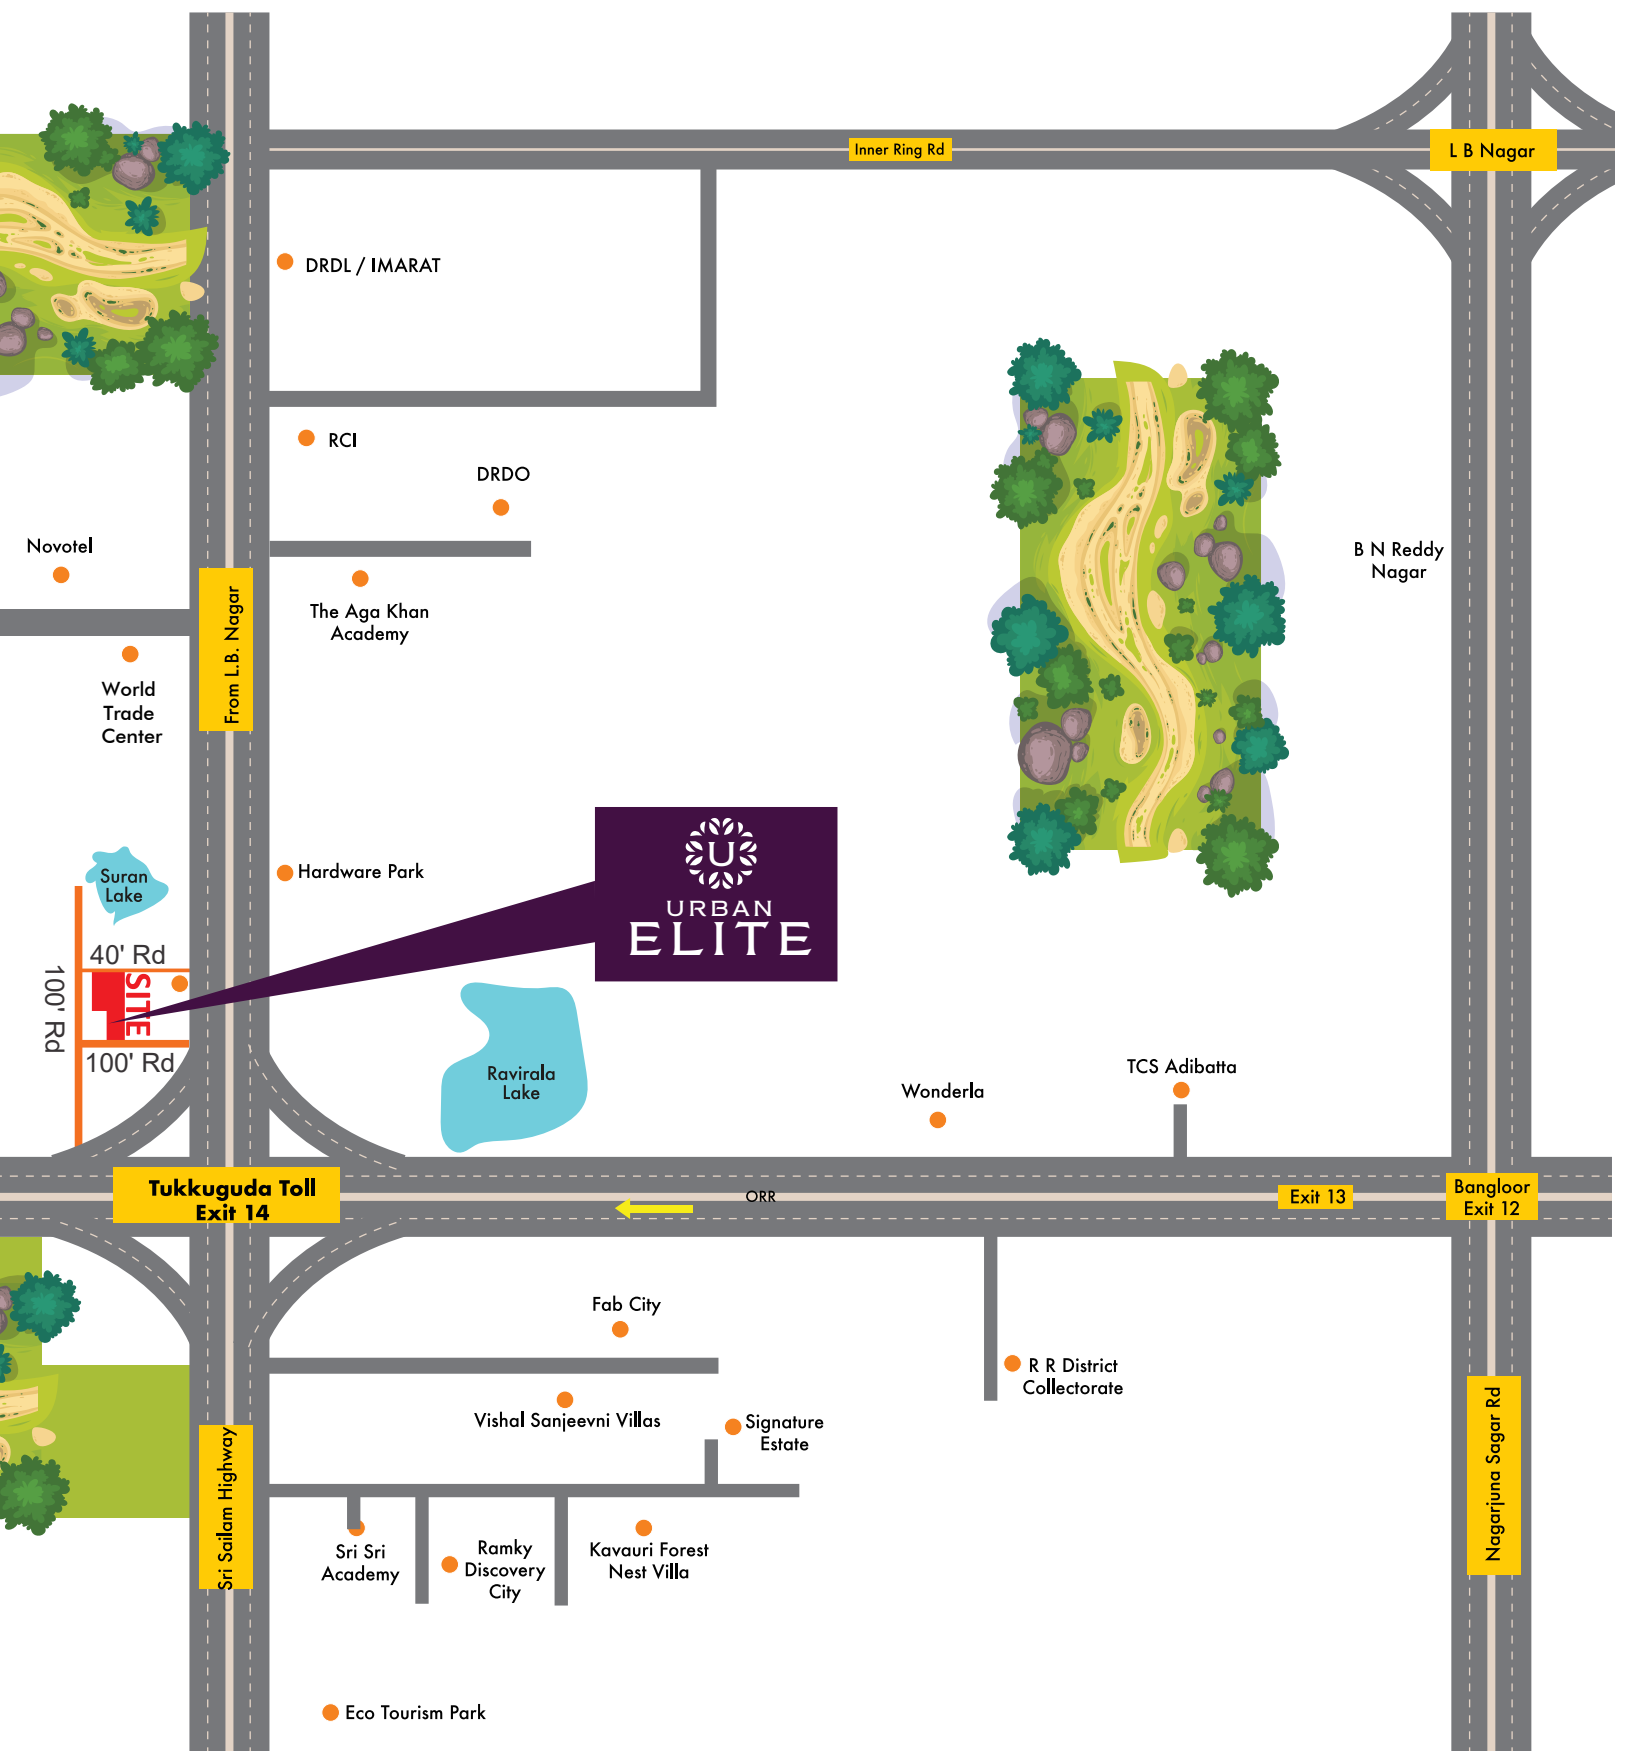 Inner Ring Rd
L B Nagar
DRDL / IMARAT
RCI
DRDO
Novotel
B N Reddy
Nagar
The Aga Khan
Academy
From L.B. Nagar
World
Trade
Center
Hardware Park
Suran
Lake
U
URBAN
ELITE
40' Rd
SITE
100' Rd
100' Rd
Ravirala
Lake
Wonderla
TCS Adibatta
Tukkuguda Toll
Exit 14
ORR
Exit 13
Bangloor
Exit 12
Fab City
R R District
Collectorate
Vishal Sanjeevni Villas
Signature
Estate
Sri Sailam Highway
Nagarjuna Sagar Rd
Sri Sri
Academy
Ramky
Discovery
City
Kavauri Forest
Nest Villa
Eco Tourism Park